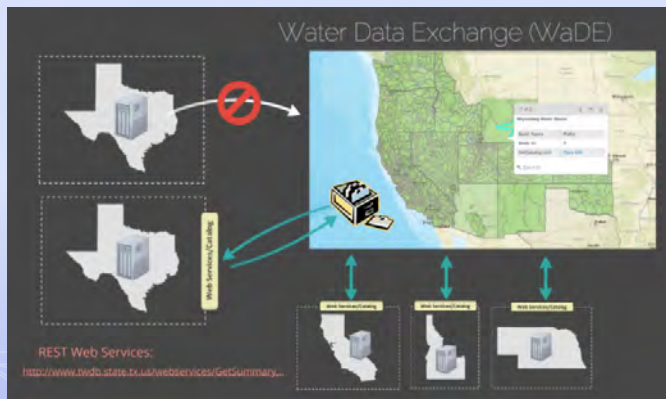 Water Data Exchange (WaDE)
Web Services/Catalog
Web Services/Catalog
Web Services/Catalog
Web Services/Catalog
REST Web Services:
http://www.twdb.state.tx.us/webservices/GetSummary...